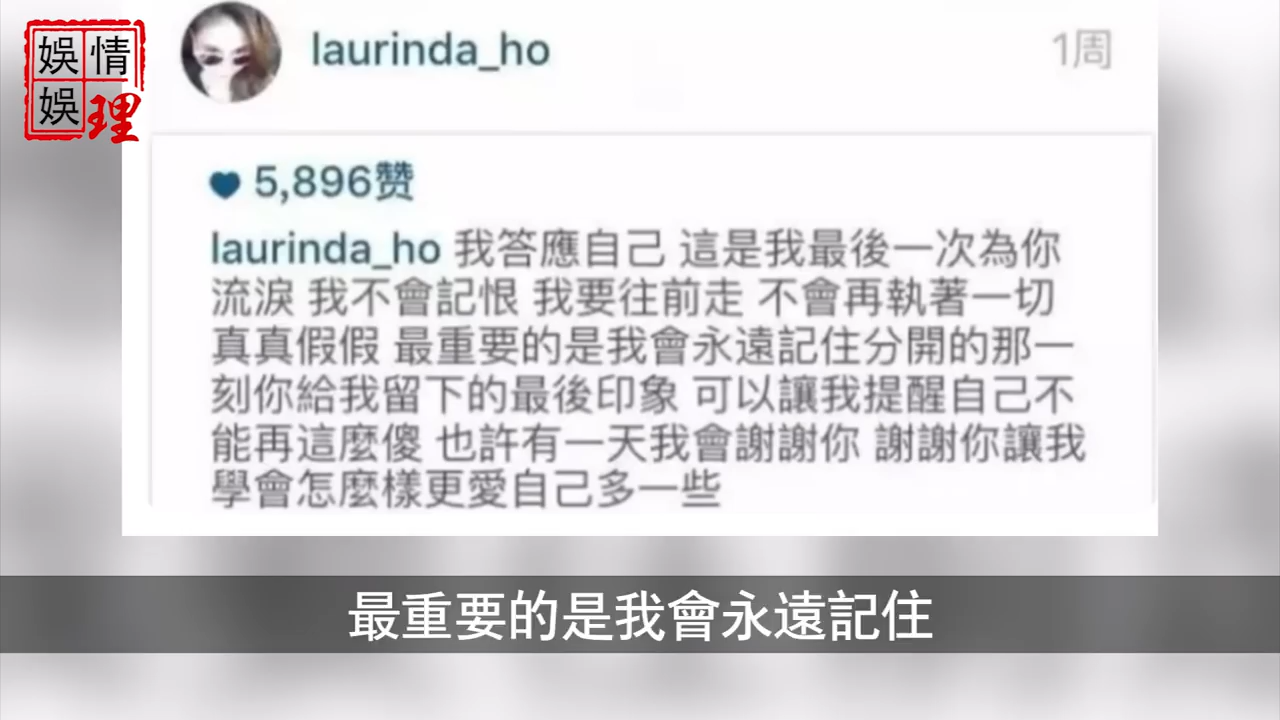 娛情
娛理
laurinda_ho
1周
5,896赞
laurinda_ho 我答應自己 這是我最後一次為你
流淚 我不會記恨 我要往前走 不會再執著一切
真真假假 最重要的是我會永遠記住分開的那一
刻你給我留下的最後印象 可以讓我提醒自己不
能再這麼傻 也許有一天我會謝謝你 謝謝你讓我
學會怎麼樣更愛自己多一些
最重要的是我會永遠記住